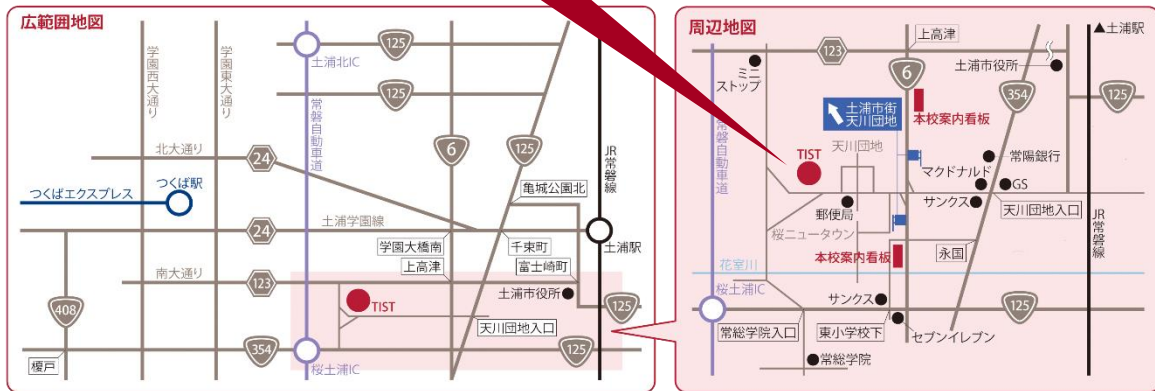 広範囲地図
学園西大通り
学園東大通り
125
土浦北IC
125
常磐自動車道
6
125
JR常磐線
北大通り
24
亀城公園北
つくばエクスプレス
つくば駅
土浦学園線
24
学園大橋南
千束町
土浦駅
南大通り
123
上高津
富士崎町
土浦市役所
408
TIST
天川団地入口
125
榎戸
354
桜土浦IC
125
周辺地図
上高津
▲土浦駅
123
ミニ
ストップ
6
土浦市役所
354
125
土浦市街
天川団地
本校案内看板
常磐自動車道
TIST
天川団地
常陽銀行
マクドナルド
GS
郵便局
サンクス
天川団地入口
桜ニュータウン
JR常磐線
永国
本校案内看板
花室川
桜土浦IC
サンクス
125
常総学院入口
東小学校下
セブンイレブン
常総学院